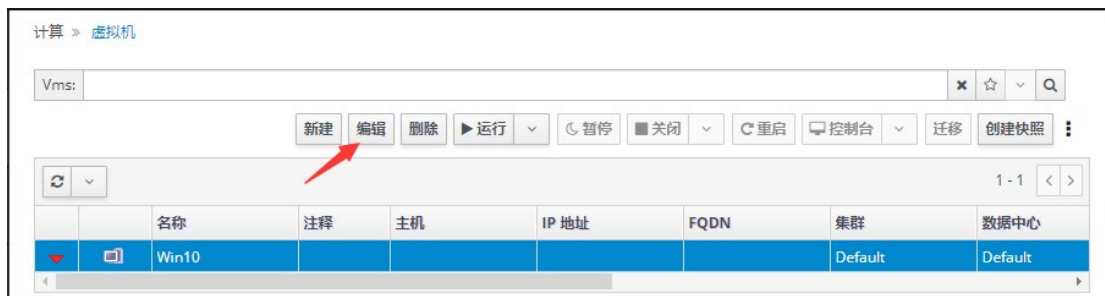 计算 » 虚拟机
Vms:
新建 编辑 删除 运行 暂停 关闭 重启 控制台 迁移 创建快照
1 - 1
名称 注释 主机 IP 地址 FQDN 集群 数据中心
Win10 Default Default